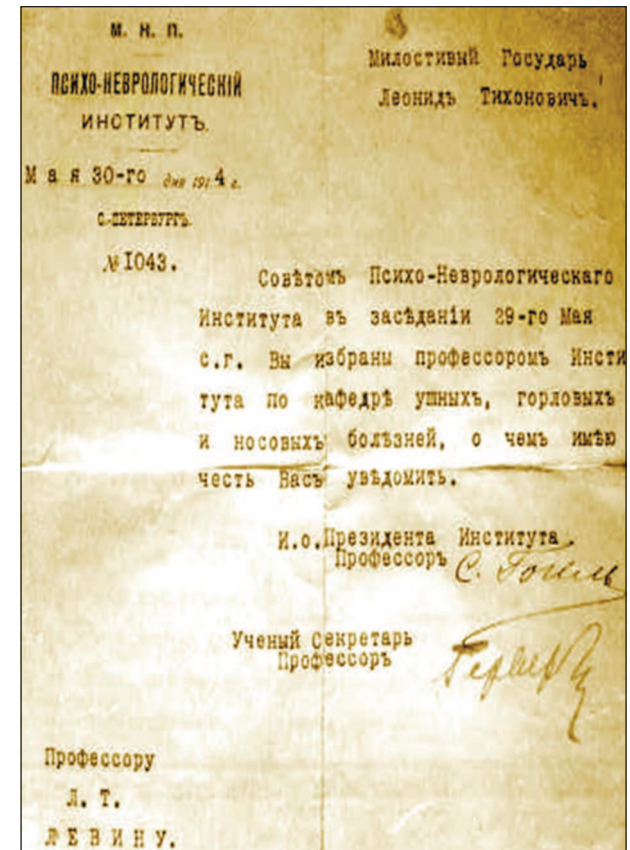 М. Н. П.
ПСИХО-НЕВРОЛОГИЧЕСКІЙ
ИНСТИТУТЪ.
Мая 30-го дня 1914 г.
С.-ПЕТЕРБУРГЪ.
№ I043.
Милостивый Государь
Леонидъ Тихоновичъ.
Совѣтомъ Психо-Неврологическаго
Института въ засѣданіи 29-го Мая
с.г. Вы избраны профессоромъ Инсти
тута по кафедрѣ ушныхъ, горловыхъ
и носовыхъ болѣзней, о чемъ имѣю
честь Васъ увѣдомить.
И.о.Президента Института.
Профессоръ С.
Ученый Секретарь
Профессоръ
Профессору
Л. Т.
ЛЕВИНУ.